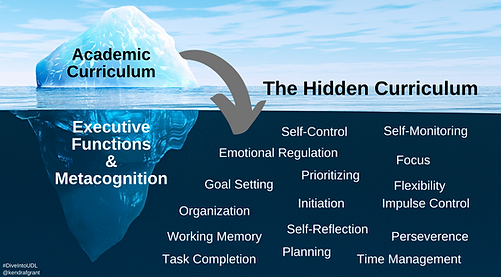 Academic
Curriculum
The Hidden Curriculum
Executive
Functions
&
Metacognition
Self-Control
Self-Monitoring
Emotional Regulation
Focus
Prioritizing
Goal Setting
Flexibility
Initiation
Impulse Control
Organization
Self-Reflection
Working Memory
Perseverence
Planning
Task Completion
Time Management
#DiveIntoUDL
@kendrafgrant